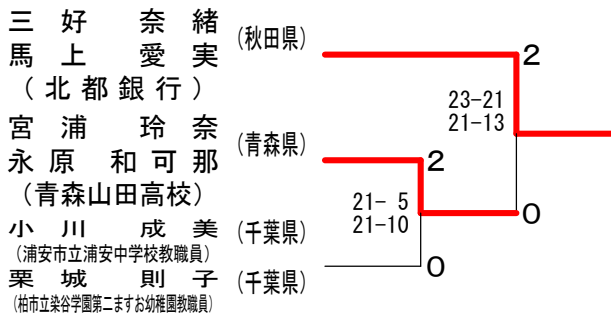 三好 奈緒 (秋田県)
馬上 愛実
(北都銀行)
宮浦 玲奈 (青森県)
永原 和可那
(青森山田高校)
小川 成美 (千葉県)
(浦安市立浦安中学校教職員)
栗城 則子 (千葉県)
(柏市立染谷学園第二ますお幼稚園教職員)
2
23-21
21-13
2
0
21- 5
21-10
0